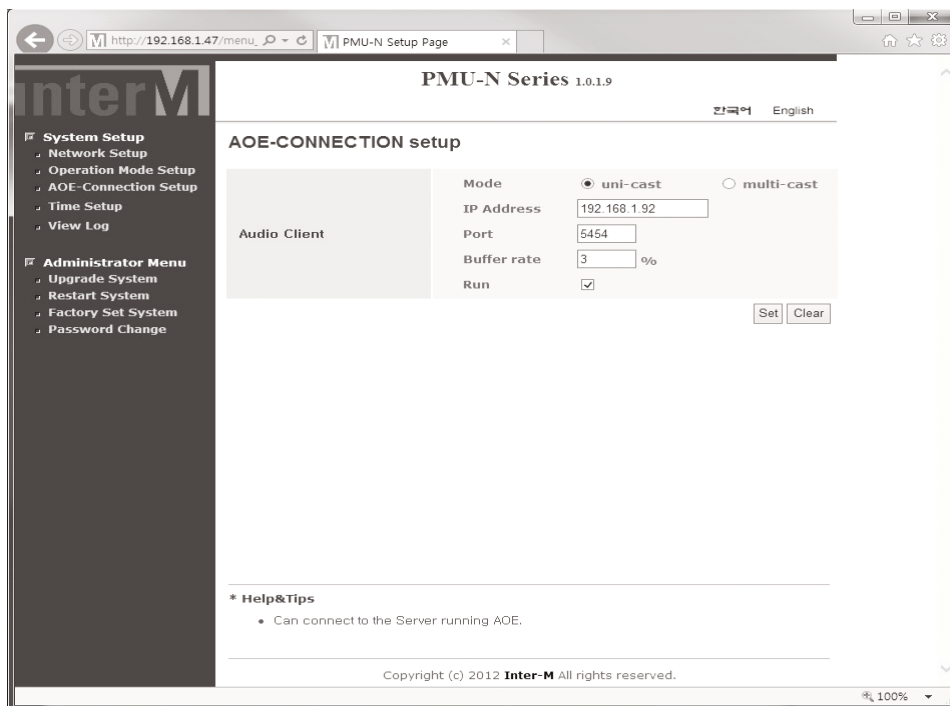 http://192.168.1.47/menu_
PMU-N Setup Page
inter M
PMU-N Series 1.0.1.9
한국어 English
System Setup
Network Setup
Operation Mode Setup
AOE-Connection Setup
Time Setup
View Log
Administrator Menu
Upgrade System
Restart System
Factory Set System
Password Change
AOE-CONNECTION setup
Audio Client
Mode uni-cast multi-cast
IP Address 192.168.1.92
Port 5454
Buffer rate 3 %
Run
Set Clear
* Help&Tips
• Can connect to the Server running AOE.
Copyright (c) 2012 Inter-M All rights reserved.
100%